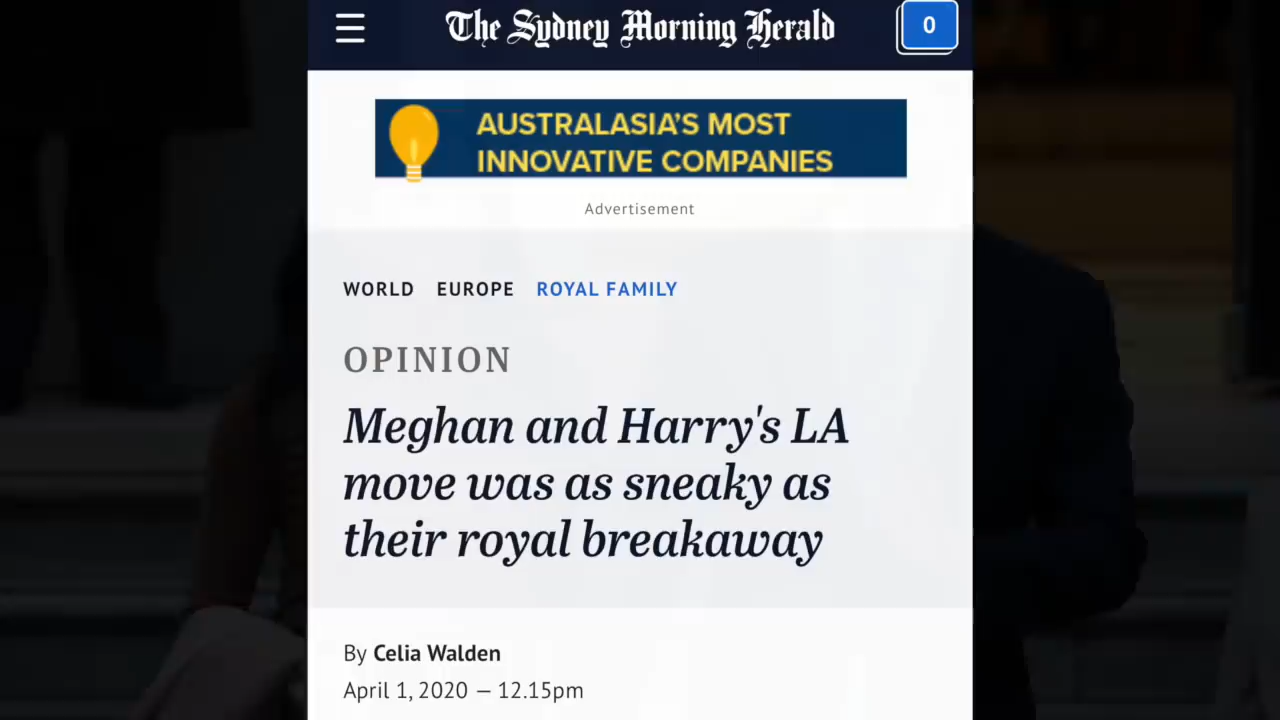 The Sydney Morning Herald
0
AUSTRALASIA'S MOST
INNOVATIVE COMPANIES
Advertisement
WORLD EUROPE ROYAL FAMILY
OPINION
Meghan and Harry's LA
move was as sneaky as
their royal breakaway
By Celia Walden
April 1, 2020 — 12.15pm